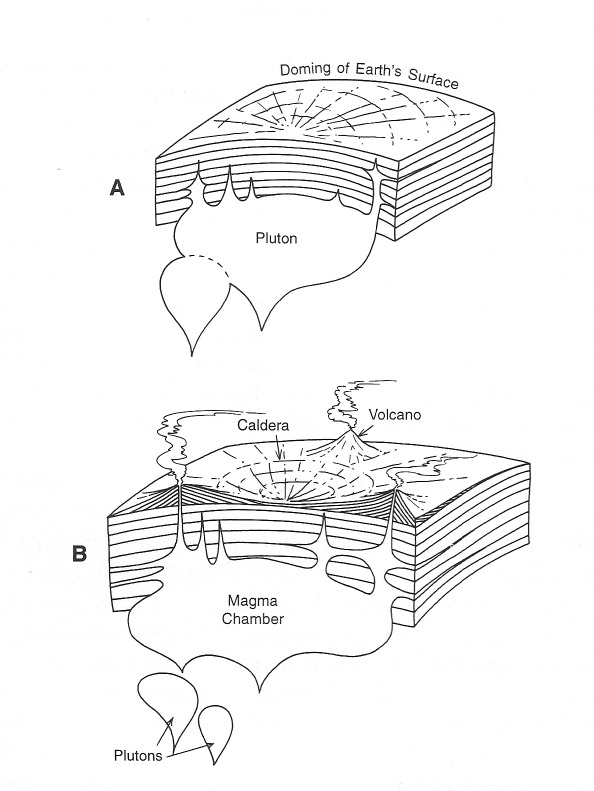 Doming of Earth's Surface
A
Pluton
Caldera
Volcano
B
Magma
Chamber
Plutons